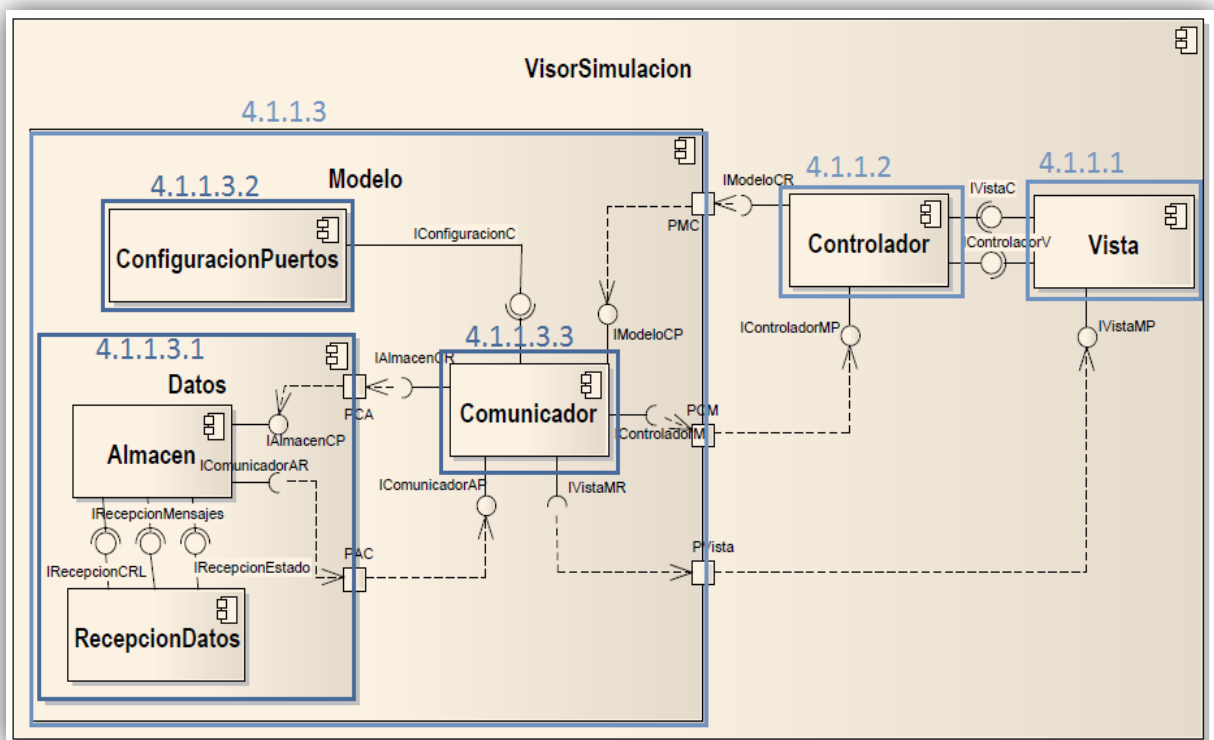 VisorSimulacion
4.1.1.3
Modelo
4.1.1.3.2
ConfiguracionPuertos
IConfiguracionC
IModeloCR
PMC
IModeloCP
4.1.1.2
Controlador
IVistaC
IControladorV
4.1.1.1
Vista
IControladorMP
IVistaMP
4.1.1.3.1
Datos
PCA
IAlmacenCR
4.1.1.3.3
Comunicador
PCM
IControladorM
Almacen
IAlmacenCP
IComunicadorAR
IComunicadorAP
IVistaMR
IRecepcionMensajes
IRecepcionCRL
IRecepcionEstado
PAC
PVista
RecepcionDatos